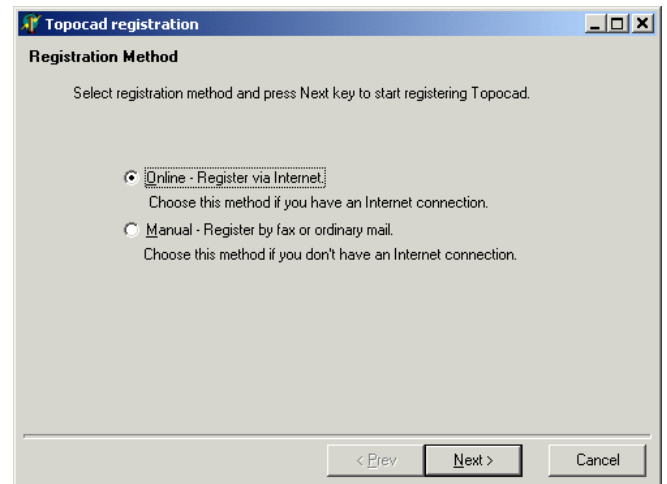 Topocad registration
Registration Method
Select registration method and press Next key to start registering Topocad.
Online - Register via Internet.
Choose this method if you have an Internet connection.
Manual - Register by fax or ordinary mail.
Choose this method if you don't have an Internet connection.
< Prev Next > Cancel